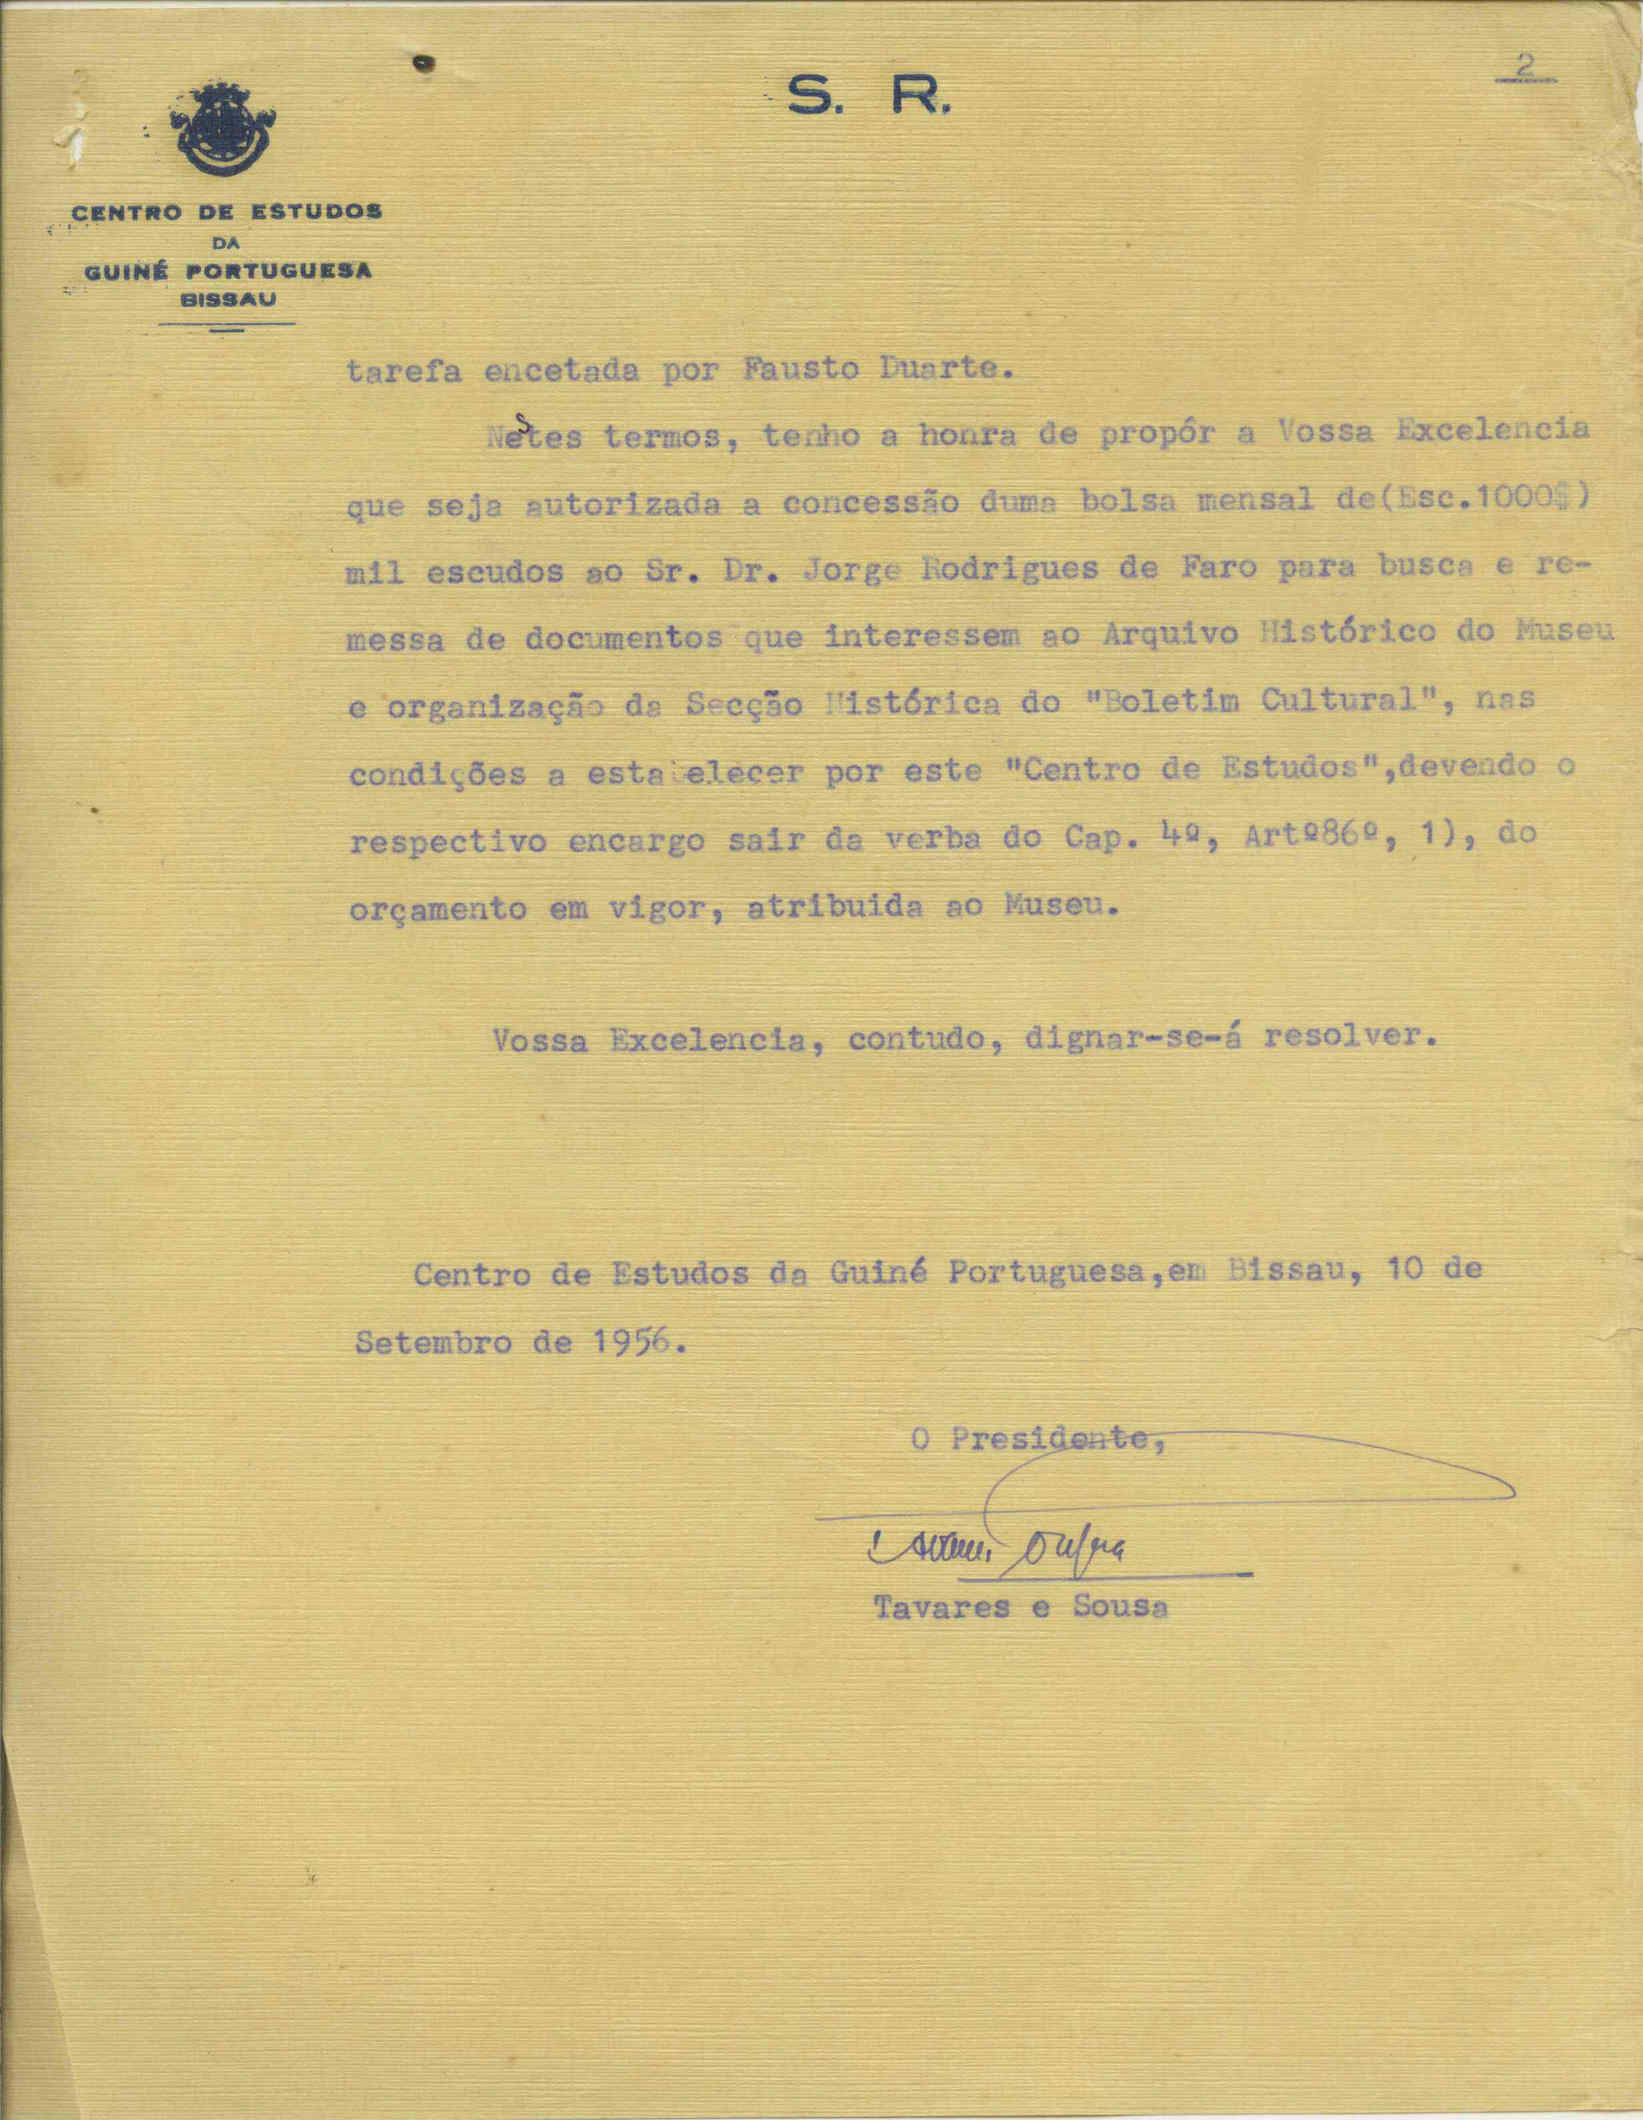 2
S. R.
CENTRO DE ESTUDOS
DA
GUINÉ PORTUGUESA
BISSAU
tarefa encetada por Fausto Duarte.
Nestes termos, tenho a honra de propôr a Vossa Excelencia
que seja autorizada a concessão duma bolsa mensal de(Esc.1000$)
mil escudos ao Sr. Dr. Jorge Rodrigues de Faro para busca e re-
messa de documentos que interessem ao Arquivo Histórico do Museu
e organização da Secção Histórica do "Boletim Cultural", nas
condições a estabelecer por este "Centro de Estudos",devendo o
respectivo encargo sair da verba do Cap. 4º, Artº86º, 1), do
orçamento em vigor, atribuida ao Museu.
Vossa Excelencia, contudo, dignar-se-á resolver.
Centro de Estudos da Guiné Portuguesa,em Bissau, 10 de
Setembro de 1956.
O Presidente,
Tavares e Sousa
Tavares e Sousa